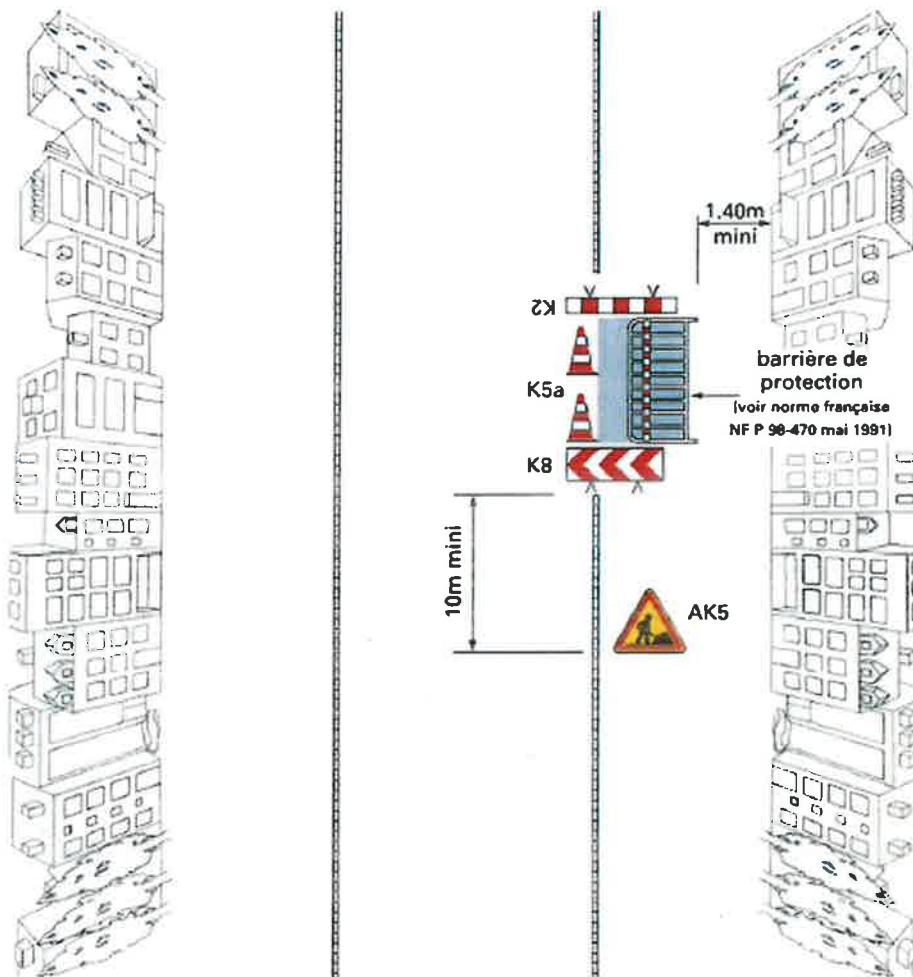 1.40m
mini
K2
barrière de
protection
(voir norme française
NF P 98-470 mai 1991)
K5a
K8
10m mini
AK5